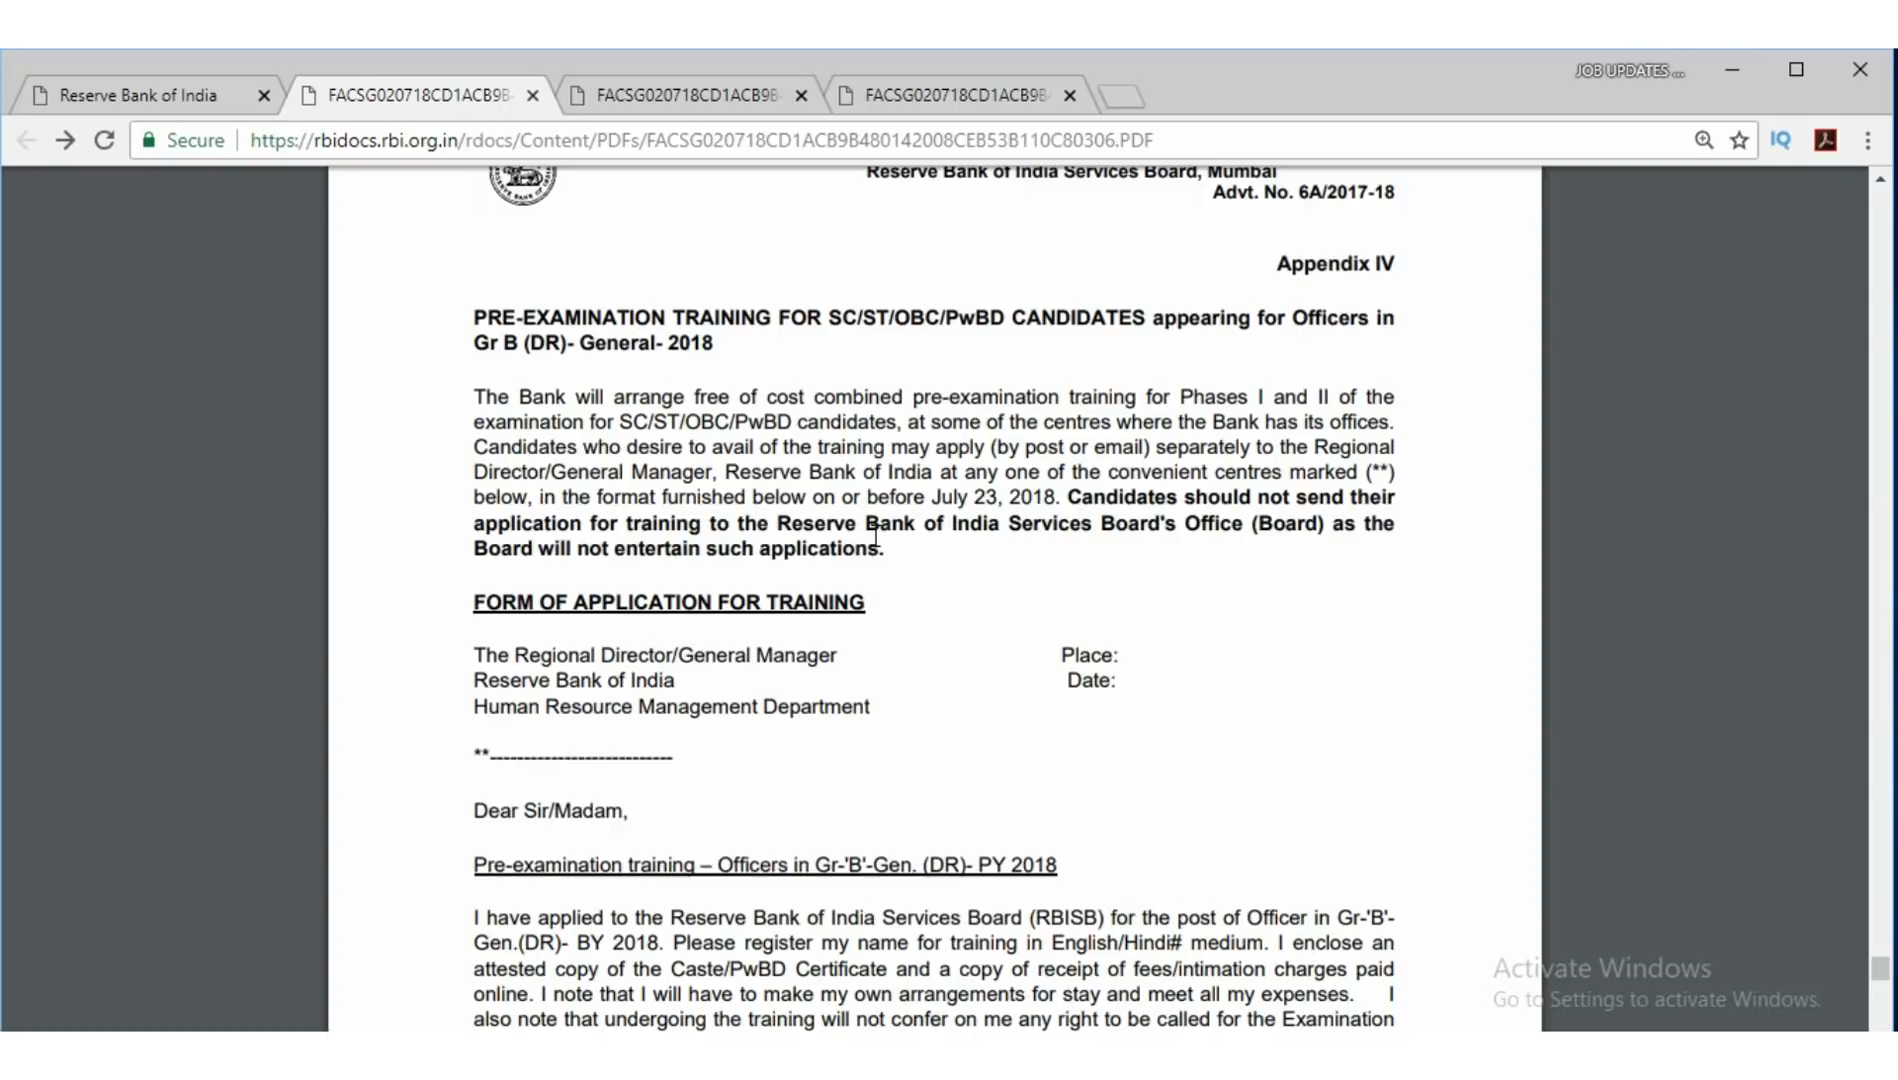 JOB UPDATES ...
Reserve Bank of India
FACSG020718CD1ACB9B
FACSG020718CD1ACB9B
FACSG020718CD1ACB9B
Secure
https://rbidocs.rbi.org.in/rdocs/Content/PDFs/FACSG020718CD1ACB9B480142008CEB53B110C80306.PDF
IQ
Reserve Bank of India Services Board, Mumbai
Advt. No. 6A/2017-18
Appendix IV
PRE-EXAMINATION TRAINING FOR SC/ST/OBC/PwBD CANDIDATES appearing for Officers in
Gr B (DR)- General- 2018
The Bank will arrange free of cost combined pre-examination training for Phases I and II of the
examination for SC/ST/OBC/PwBD candidates, at some of the centres where the Bank has its offices.
Candidates who desire to avail of the training may apply (by post or email) separately to the Regional
Director/General Manager, Reserve Bank of India at any one of the convenient centres marked (**)
below, in the format furnished below on or before July 23, 2018. Candidates should not send their
application for training to the Reserve Bank of India Services Board's Office (Board) as the
Board will not entertain such applications.
FORM OF APPLICATION FOR TRAINING
The Regional Director/General Manager
Place:
Reserve Bank of India
Date:
Human Resource Management Department
**---------------------------
Dear Sir/Madam,
Pre-examination training – Officers in Gr-'B'-Gen. (DR)- PY 2018
I have applied to the Reserve Bank of India Services Board (RBISB) for the post of Officer in Gr-'B'-
Gen.(DR)- BY 2018. Please register my name for training in English/Hindi# medium. I enclose an
attested copy of the Caste/PwBD Certificate and a copy of receipt of fees/intimation charges paid
online. I note that I will have to make my own arrangements for stay and meet all my expenses. I
also note that undergoing the training will not confer on me any right to be called for the Examination
Activate Windows
Go to Settings to activate Windows.